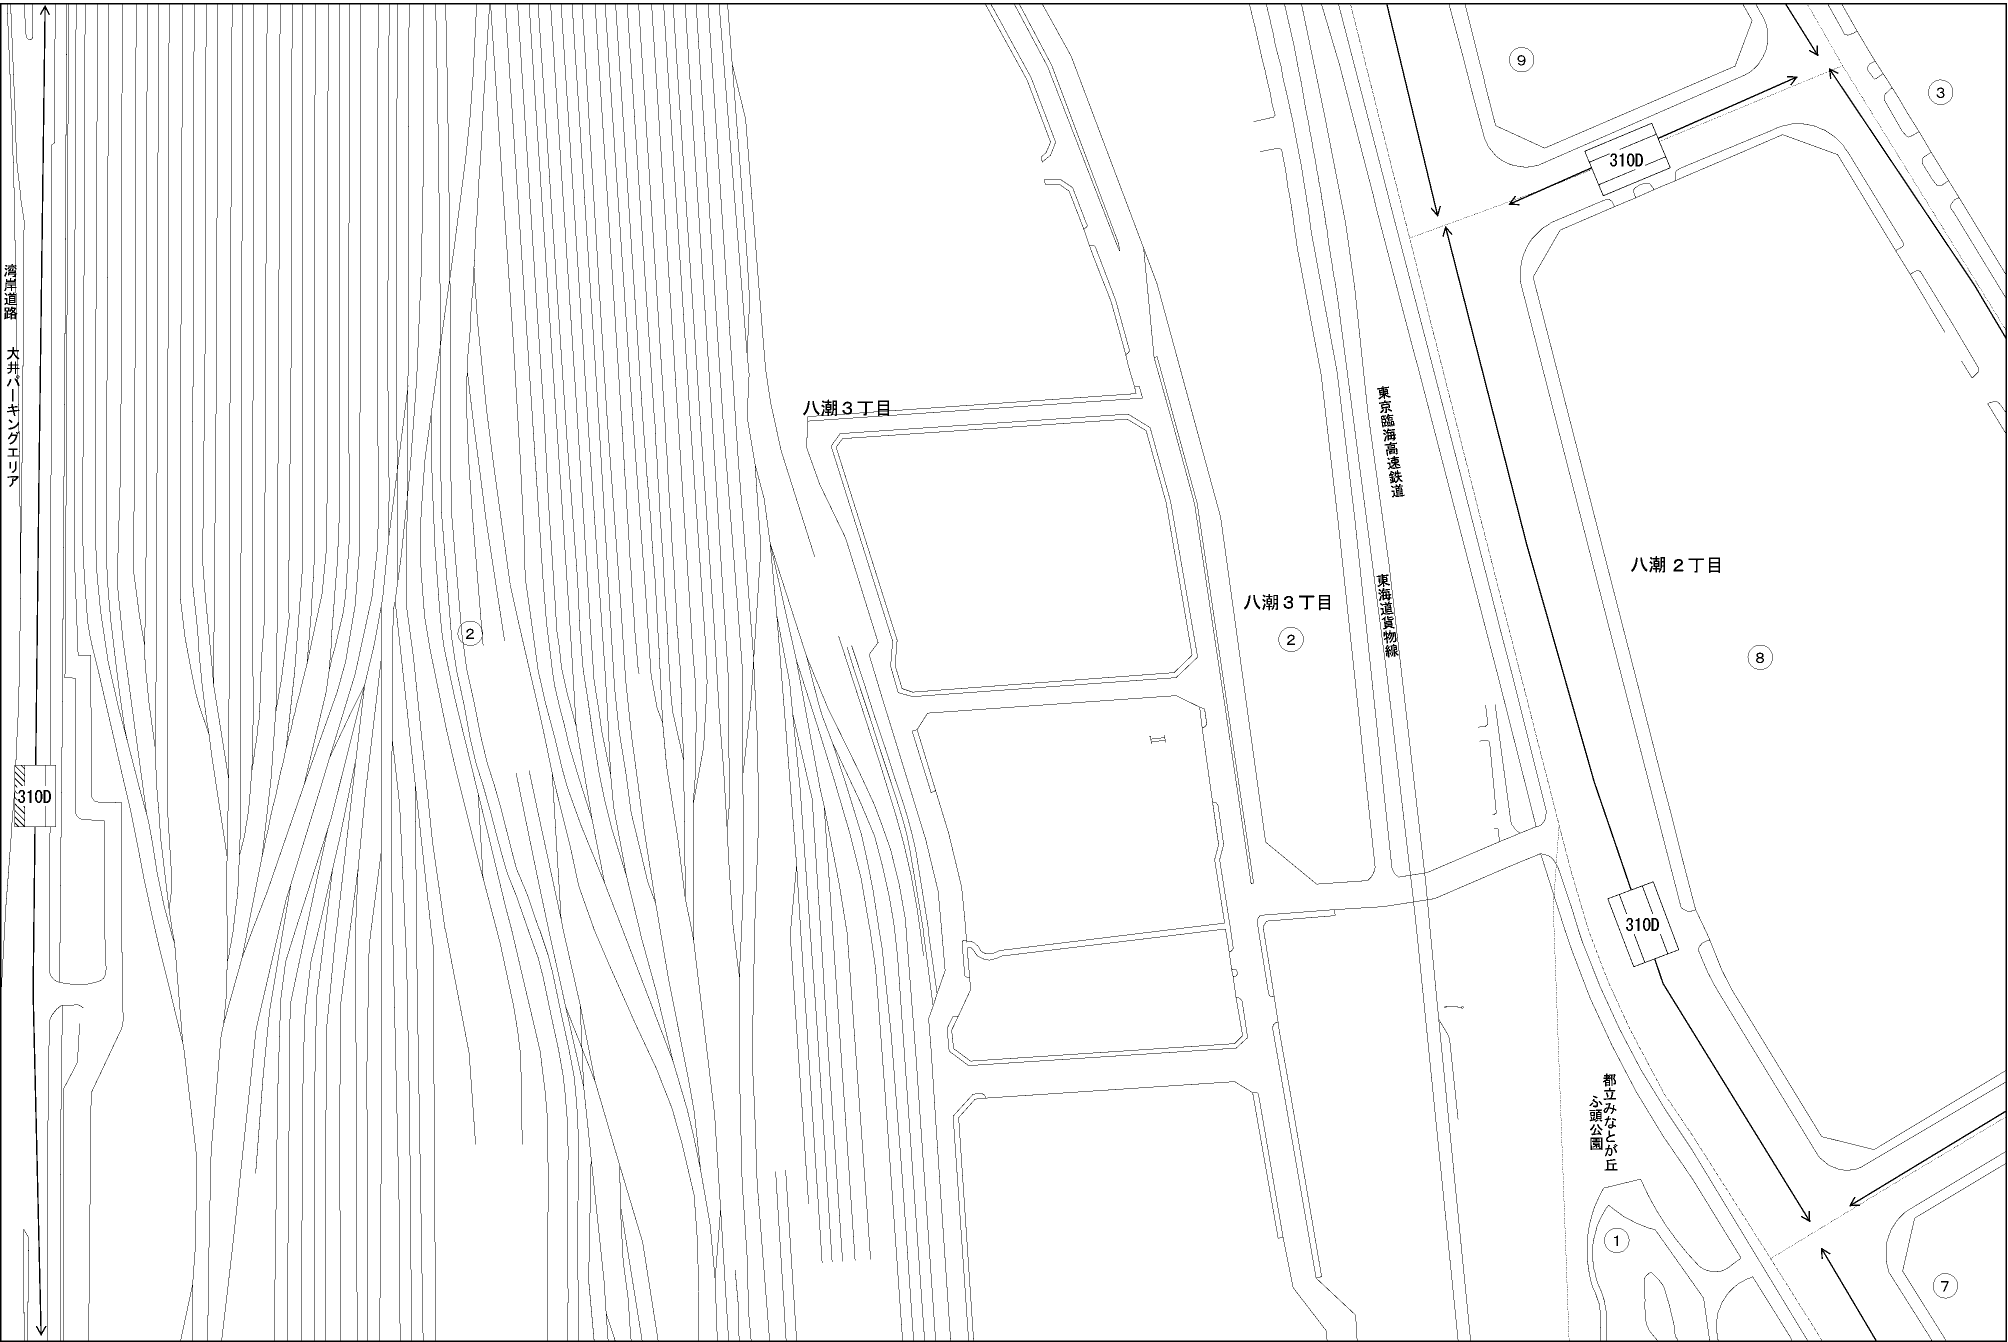 ⑨
③
310D
湾岸道路
大井パーキングエリア
八潮3丁目
東京臨海高速鉄道
八潮2丁目
東海道貨物線
八潮3丁目
②
②
⑧
310D
310D
都立みなとが丘
ふ頭公園
①
⑦